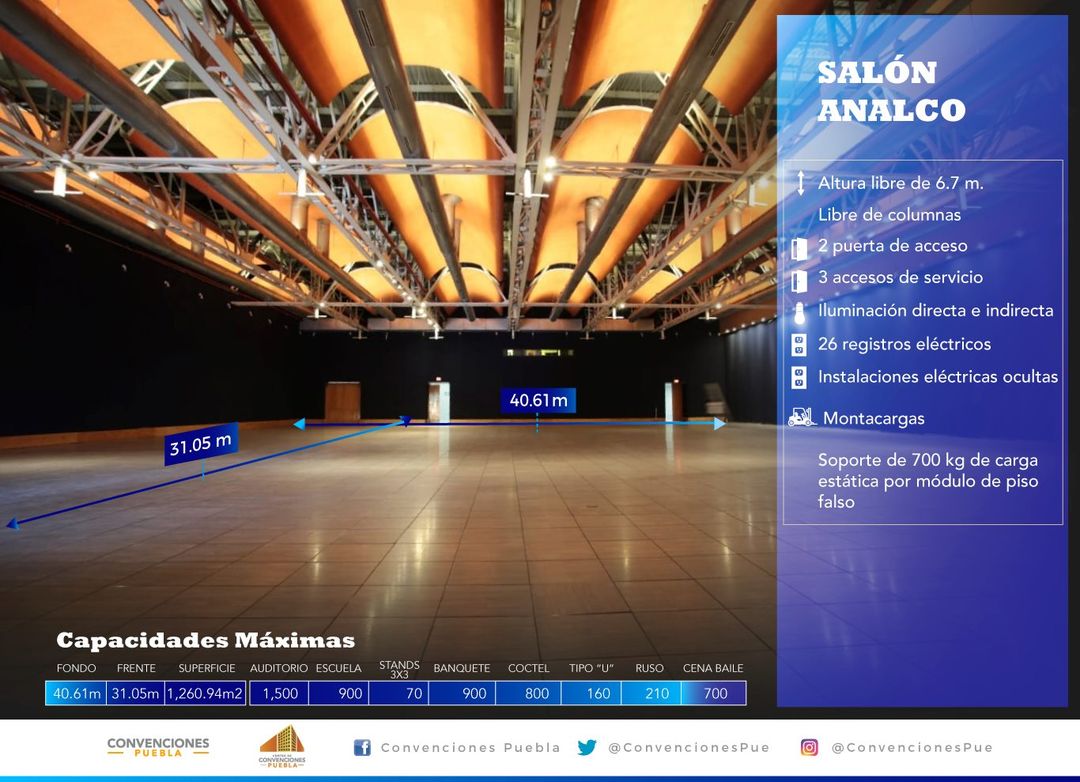 SALÓN
ANALCO
Altura libre de 6.7 m.
Libre de columnas
2 puerta de acceso
3 accesos de servicio
Iluminación directa e indirecta
26 registros eléctricos
Instalaciones eléctricas ocultas
Montacargas
Soporte de 700 kg de carga
estática por módulo de piso
falso
40.61m
31.05 m
Capacidades Máximas
FONDO FRENTE SUPERFICIE AUDITORIO ESCUELA STANDS 3X3 BANQUETE COCTEL TIPO “U” RUSO CENA BAILE
40.61m 31.05m 1,260.94m2 1,500 900 70 900 800 160 210 700
CONVENCIONES
PUEBLA
CENTRO DE
CONVENCIONES
PUEBLA
Convenciones Puebla @ConvencionesPue @ConvencionesPue